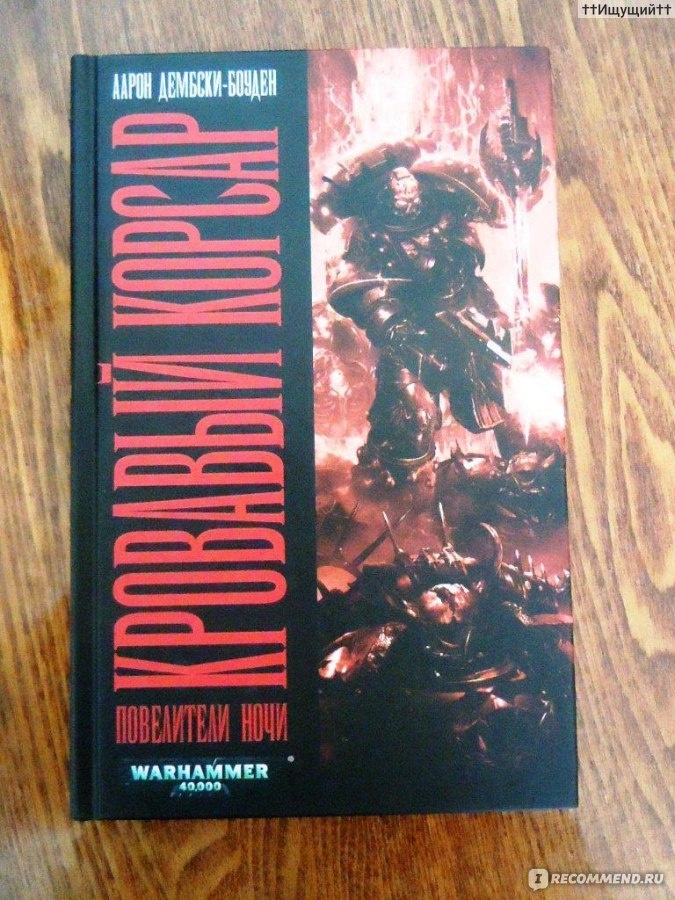 ††Ищущий††
ААРОН ДЕМБСКИ-БОУДЕН
КРОВАВЫЙ КОРСАР
ПОВЕЛИТЕЛИ НОЧИ
WARHAMMER
40,000
I RECOMMEND.RU